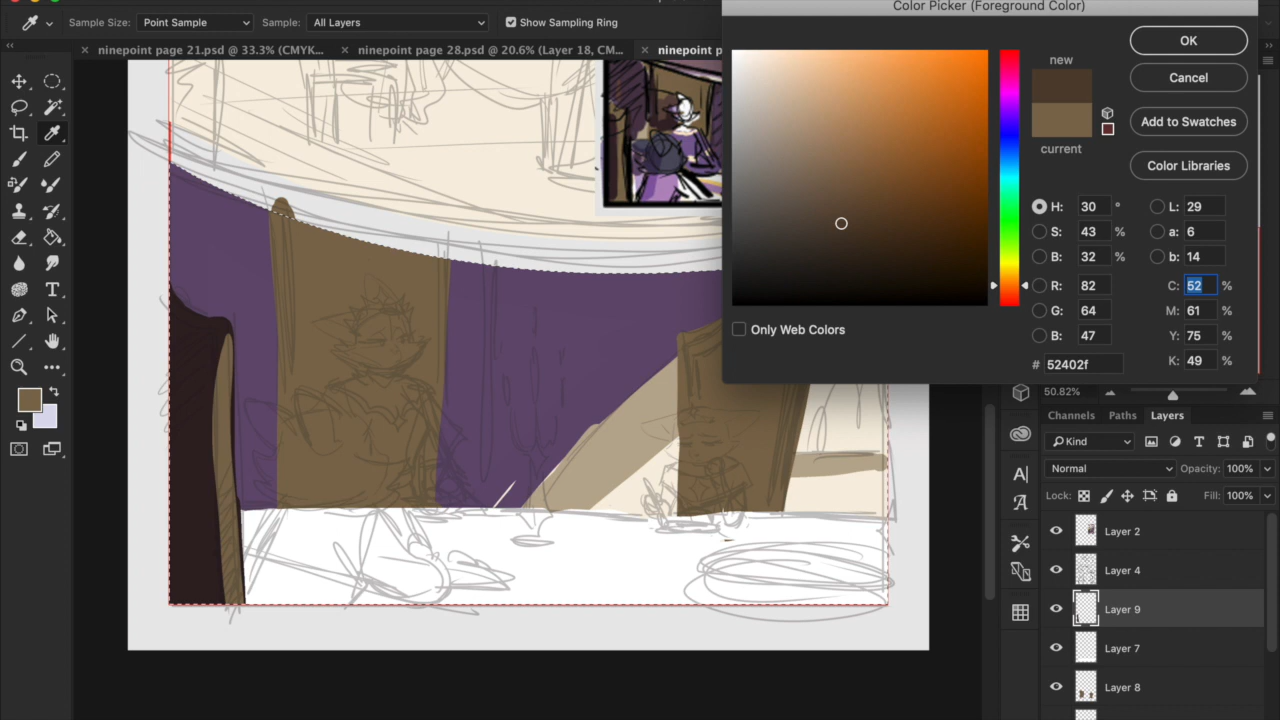 Color Picker (Foreground Color)
Sample Size: Point Sample Sample: All Layers Show Sampling Ring
ninepoint page 21.psd @ 33.3% (CMYK... ninepoint page 28.psd @ 20.6% (Layer 18, CM... ninepoint p
new
current
OK
Cancel
Add to Swatches
Color Libraries
H: 30 °
S: 43 %
B: 32 %
R: 82
G: 64
B: 47
# 52402f
L: 29
a: 6
b: 14
C: 52 %
M: 61 %
Y: 75 %
K: 49 %
Only Web Colors
50.82%
Channels Paths Layers
Kind
Normal Opacity: 100%
Lock: Fill: 100%
Layer 2
Layer 4
Layer 9
Layer 7
Layer 8